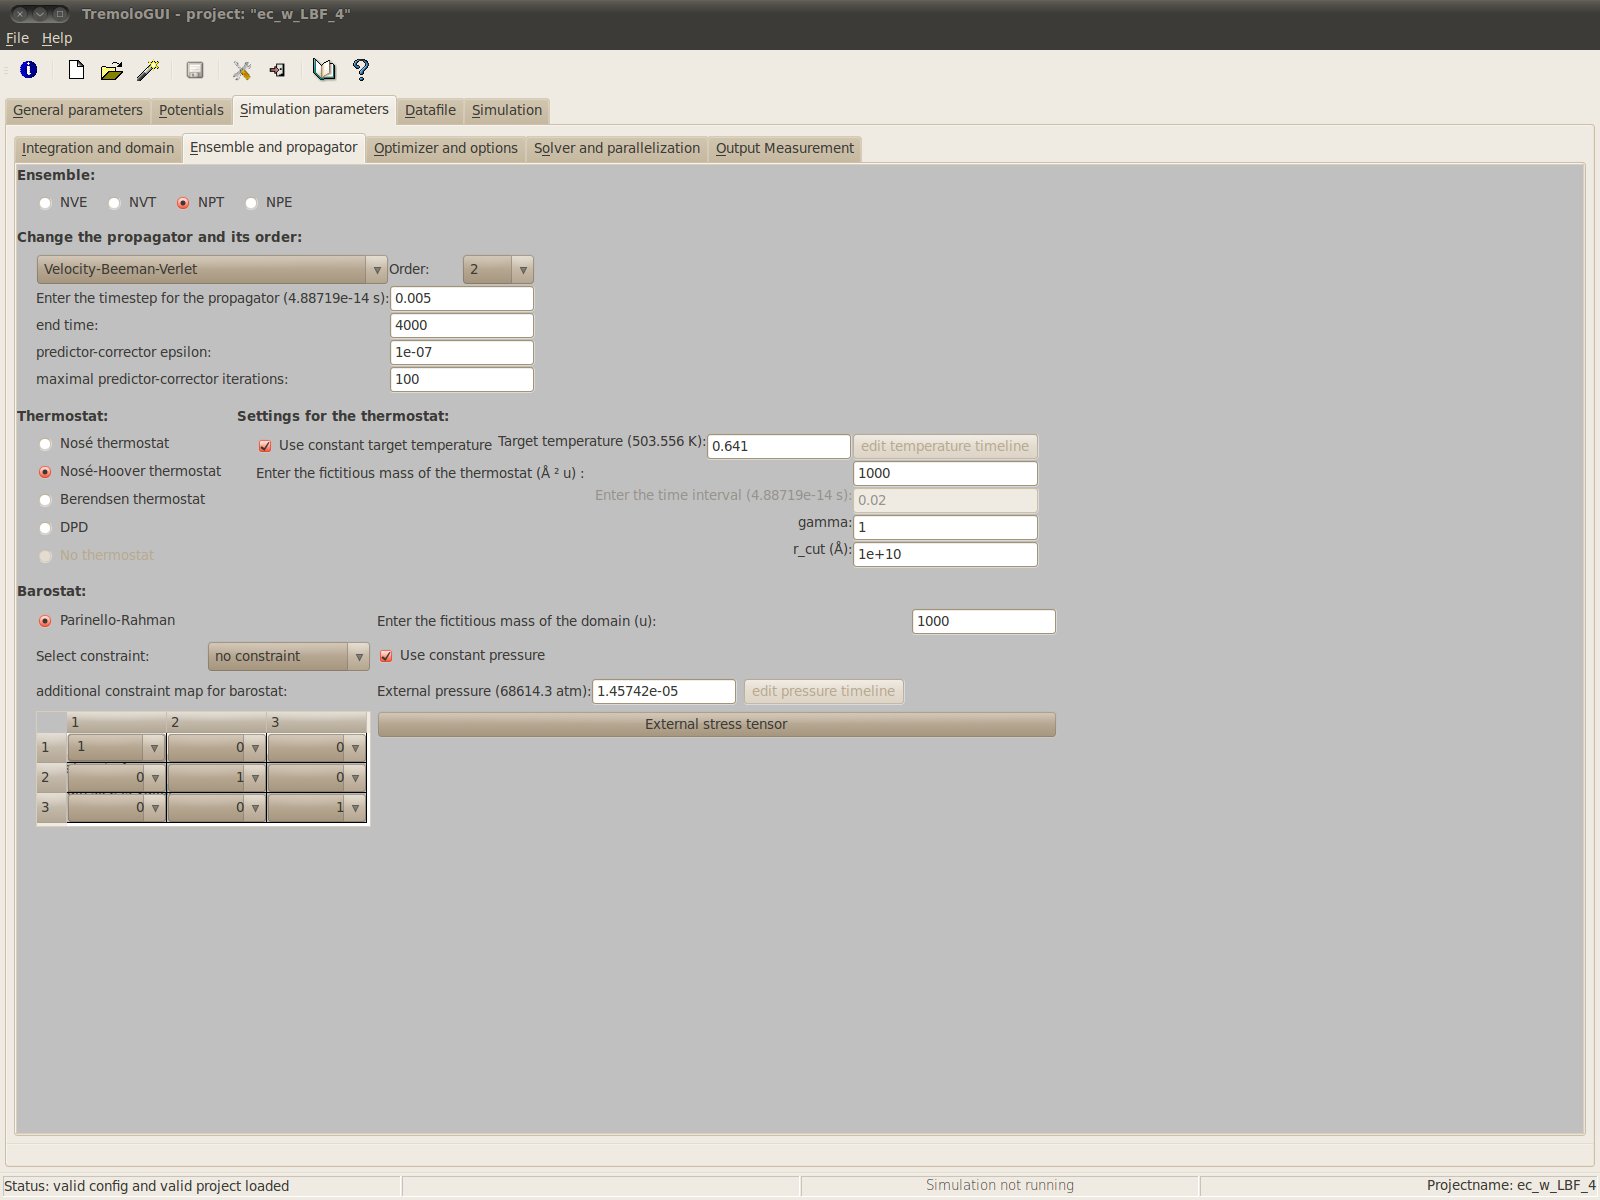 TremoloGUI - project: "ec_w_LBF_4"
File Help
General parameters Potentials Simulation parameters Datafile Simulation
Integration and domain Ensemble and propagator Optimizer and options Solver and parallelization Output Measurement
Ensemble:
NVE NVT NPT NPE
Change the propagator and its order:
Velocity-Beeman-Verlet Order: 2
Enter the timestep for the propagator (4.88719e-14 s): 0.005
end time: 4000
predictor-corrector epsilon: 1e-07
maximal predictor-corrector iterations: 100
Thermostat: Settings for the thermostat:
Nosé thermostat Use constant target temperature Target temperature (503.556 K): 0.641 edit temperature timeline
Nosé-Hoover thermostat Enter the fictitious mass of the thermostat (Å ² u) : 1000
Berendsen thermostat Enter the time interval (4.88719e-14 s): 0.02
DPD gamma: 1
No thermostat r_cut (Å): 1e+10
Barostat:
Parinello-Rahman Enter the fictitious mass of the domain (u): 1000
Select constraint: no constraint Use constant pressure
additional constraint map for barostat: External pressure (68614.3 atm): 1.45742e-05 edit pressure timeline
1 2 3 External stress tensor
1 1 0 0
2 0 1 0
3 0 0 1
Status: valid config and valid project loaded Simulation not running Projectname: ec_w_LBF_4